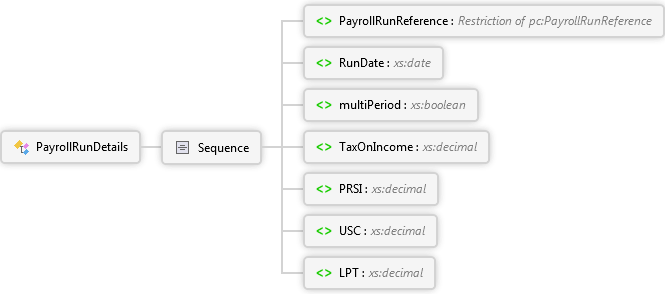 PayrollRunReference : Restriction of pc:PayrollRunReference
RunDate : xs:date
multiPeriod : xs:boolean
PayrollRunDetails
Sequence
TaxOnIncome : xs:decimal
PRSI : xs:decimal
USC : xs:decimal
LPT : xs:decimal